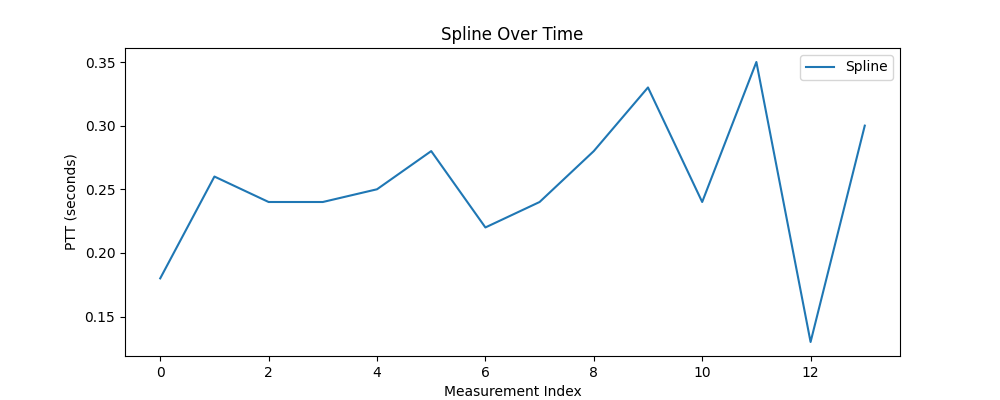 Spline Over Time
Spline
0.35
0.30
0.25
0.20
0.15
PTT (seconds)
0 2 4 6 8 10 12
Measurement Index